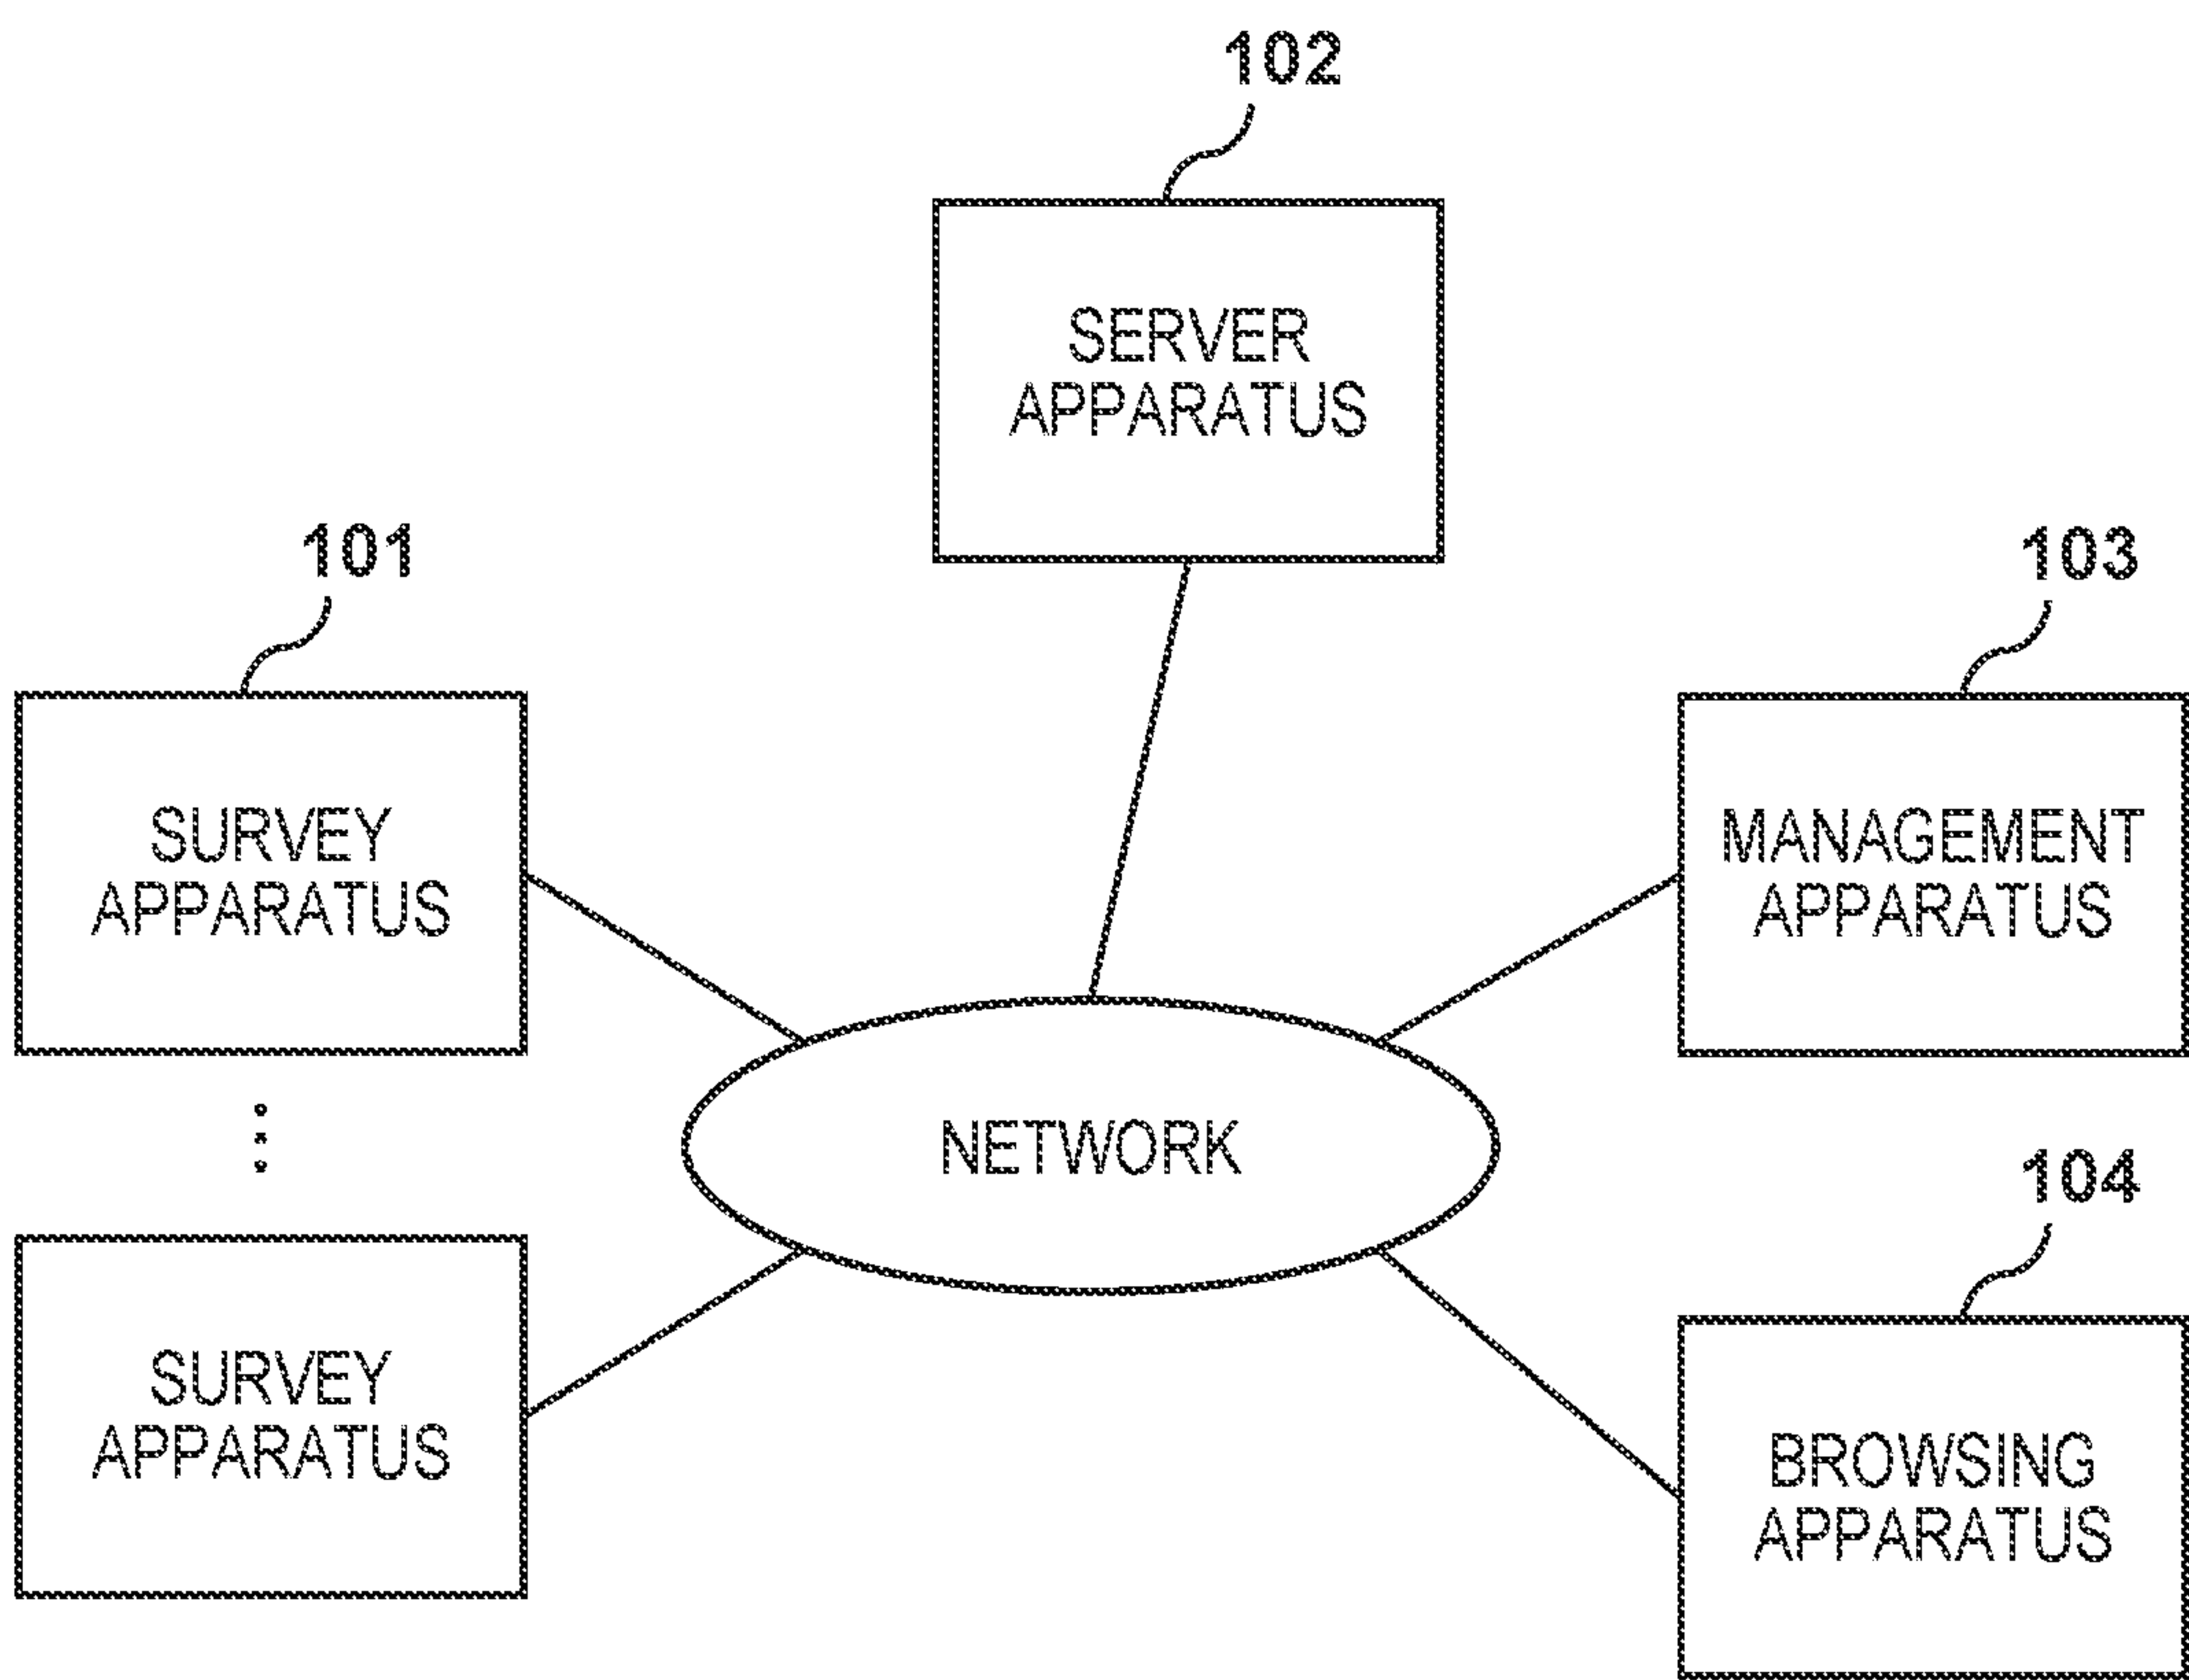 102
SERVER
APPARATUS
101
103
SURVEY
APPARATUS
MANAGEMENT
APPARATUS
NETWORK
104
SURVEY
APPARATUS
BROWSING
APPARATUS